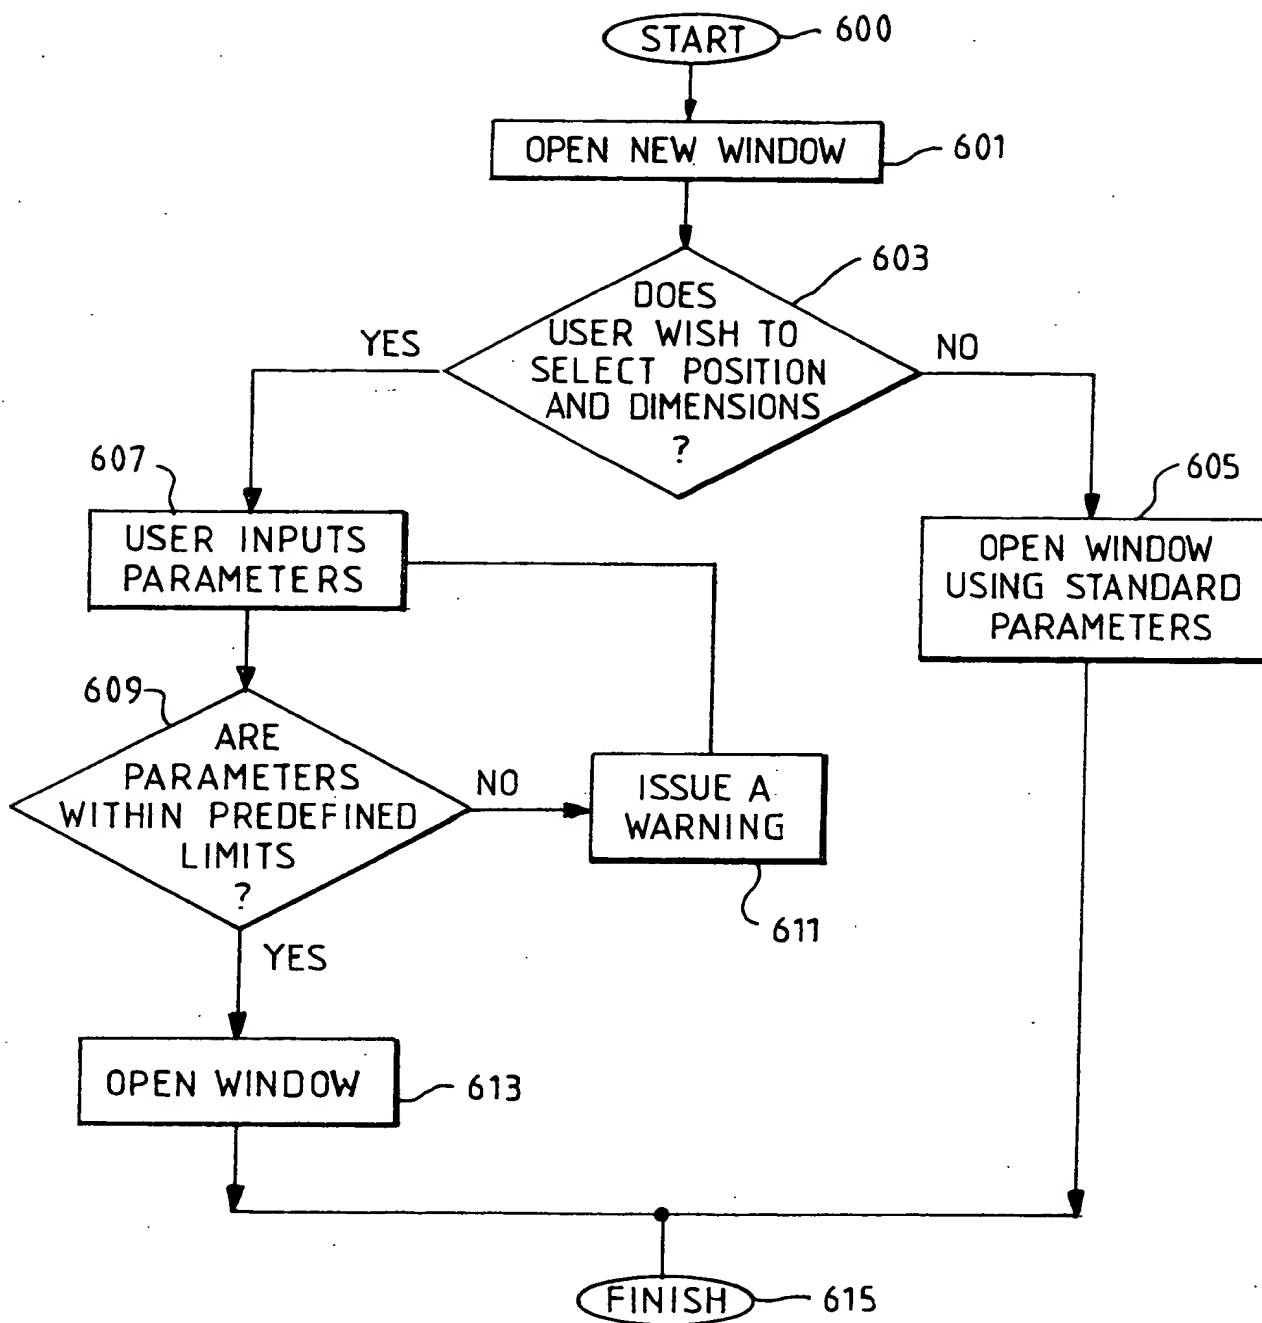 START
600
OPEN NEW WINDOW
601
603
DOES
USER WISH TO
SELECT POSITION
AND DIMENSIONS
?
YES
NO
607
605
USER INPUTS
PARAMETERS
OPEN WINDOW
USING STANDARD
PARAMETERS
609
ARE
PARAMETERS
WITHIN PREDEFINED
LIMITS
?
NO
ISSUE A
WARNING
611
YES
OPEN WINDOW
613
FINISH
615